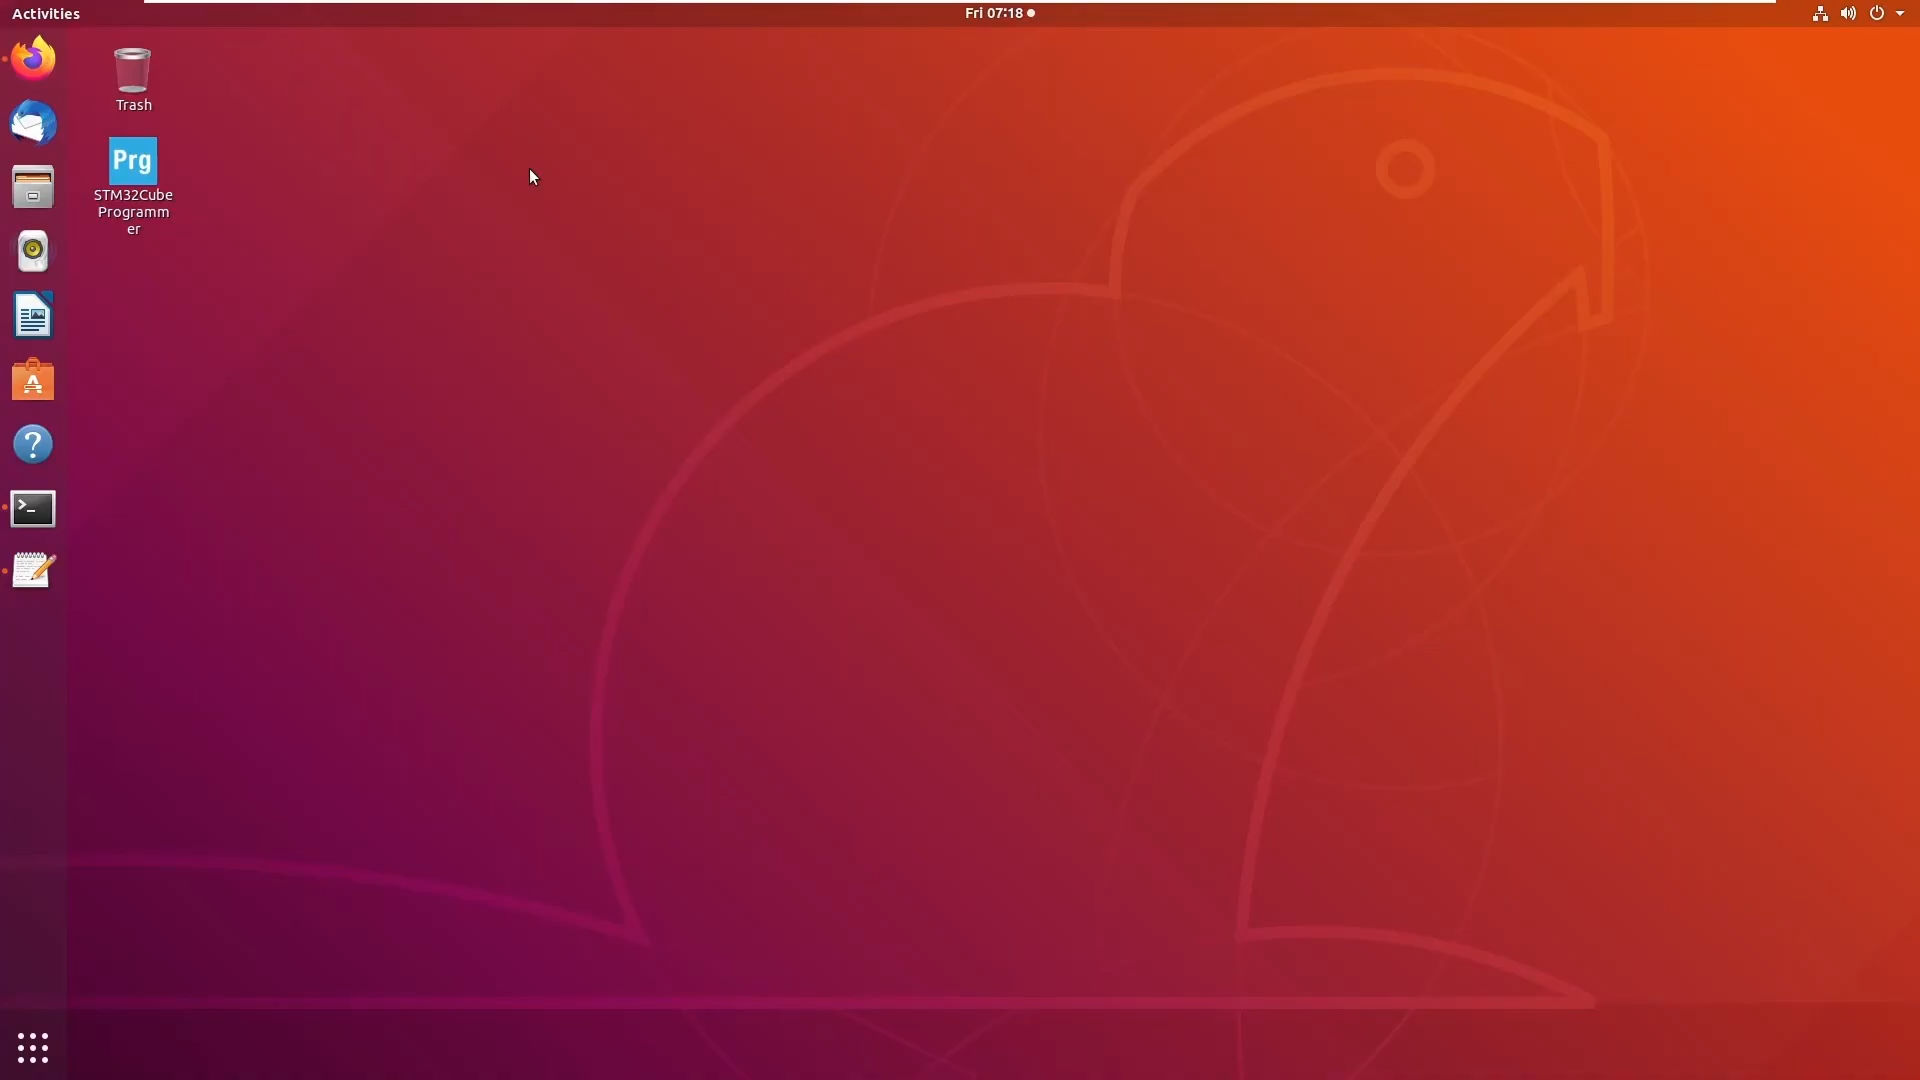 Activities
Fri 07:18
Trash
Prg
STM32Cube
Programm
er